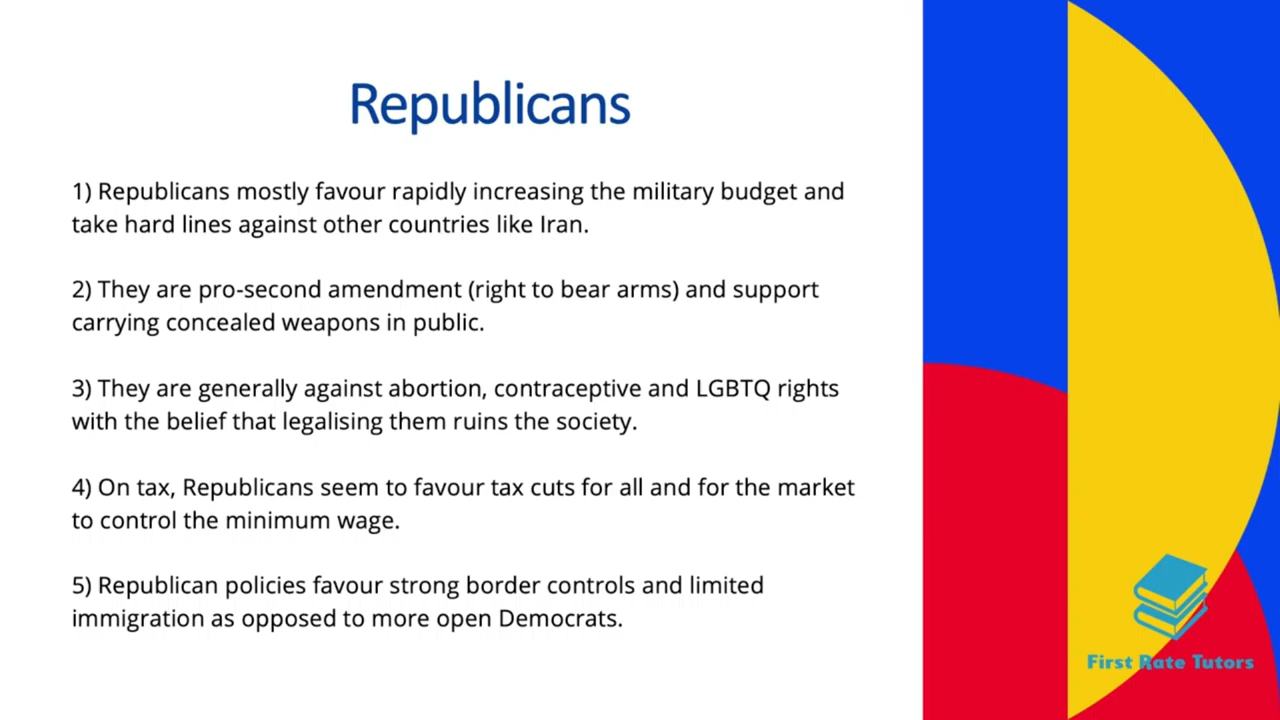 Republicans
1) Republicans mostly favour rapidly increasing the military budget and
take hard lines against other countries like Iran.
2) They are pro-second amendment (right to bear arms) and support
carrying concealed weapons in public.
3) They are generally against abortion, contraceptive and LGBTQ rights
with the belief that legalising them ruins the society.
4) On tax, Republicans seem to favour tax cuts for all and for the market
to control the minimum wage.
5) Republican policies favour strong border controls and limited
immigration as opposed to more open Democrats.
First Rate Tutors